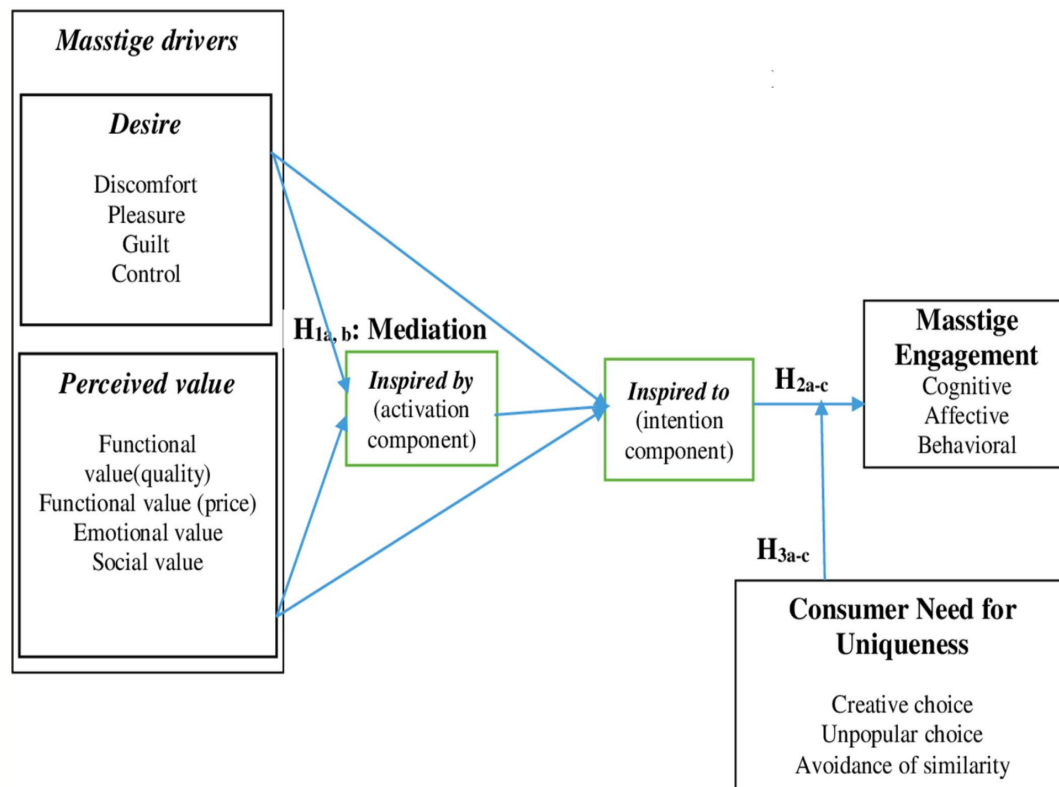 Masstige drivers
Desire
Discomfort
Pleasure
Guilt
Control
Perceived value
Functional
value(quality)
Functional value (price)
Emotional value
Social value
H1a, b: Mediation
Inspired by
(activation
component)
Inspired to
(intention
component)
H2a-c
Masstige
Engagement
Cognitive
Affective
Behavioral
H3a-c
Consumer Need for
Uniqueness
Creative choice
Unpopular choice
Avoidance of similarity